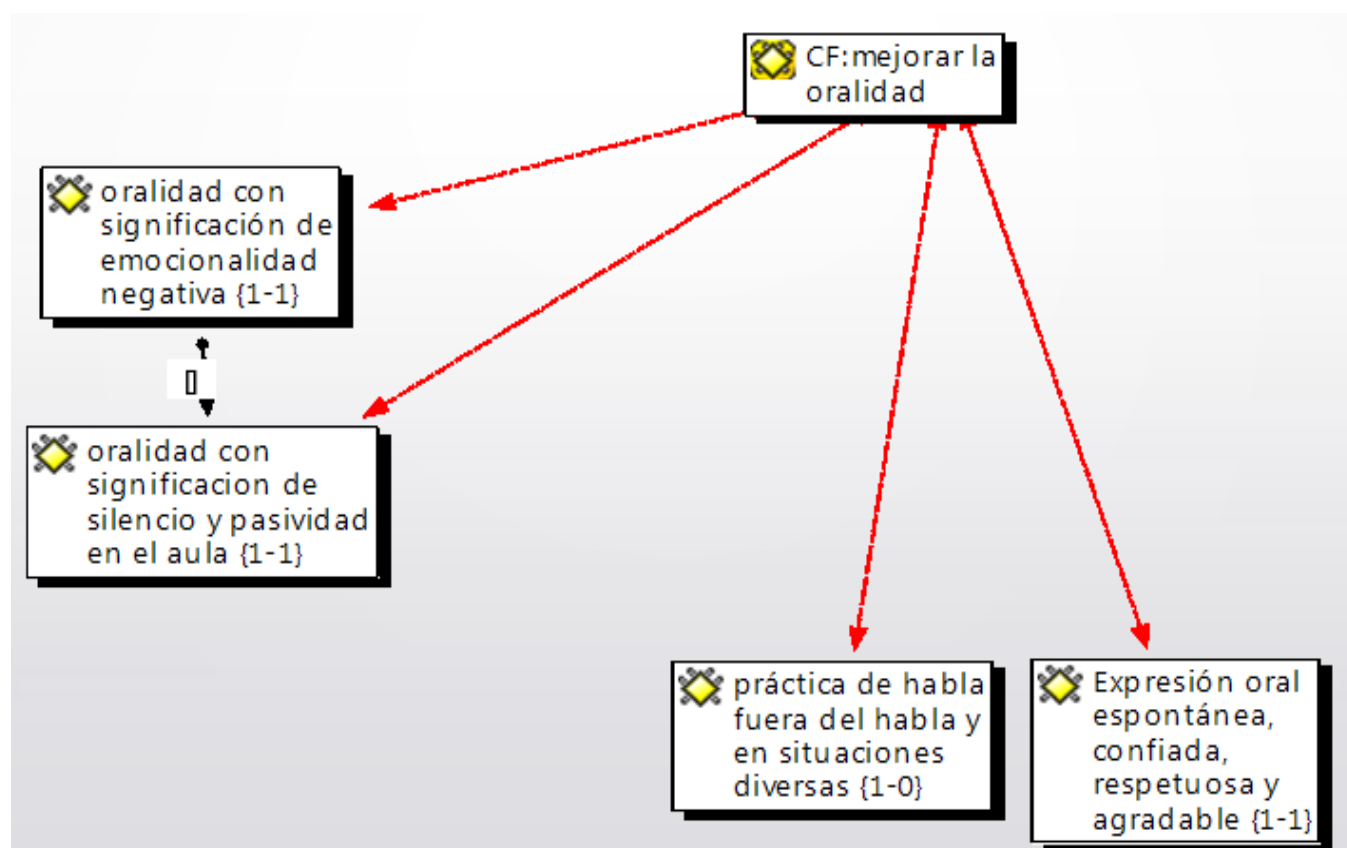 CF:mejorar la
oralidad
oralidad con
significación de
emocionalidad
negativa {1-1}
[]
oralidad con
significacion de
silencio y pasividad
en el aula {1-1}
práctica de habla
fuera del habla y
en situaciones
diversas {1-0}
Expresión oral
espontánea,
confiada,
respetuosa y
agradable {1-1}